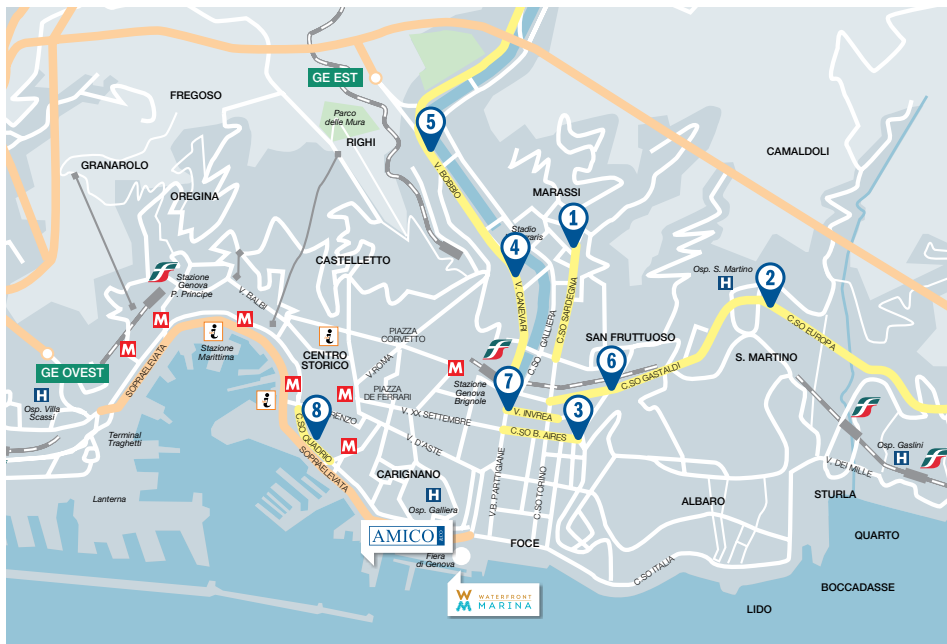 GE EST
FREGOSO
Parco
delle Mura
RIGHI
5
CAMALDOLI
GRANAROLO
V. BOBBIO
OREGINA
MARASSI
1
Stadio
4
CASTELLETTO
Osp. S. Martino
H
2
Stazione
Genova
P. Principe
V. BALBI
V. CANEVARI
C.SO GALLIERA
C.SO SARDEGNA
C.SO EUROPA
M
M
i
Stazione
Marittima
i
PIAZZA
CORVETTO
SAN FRUTTUOSO
M
SOPRAELEVATA
CENTRO
STORICO
V.ROMA
S. MARTINO
GE OVEST
M
Stazione
Genova
Brignole
6
C.SO GASTALDI
H
Osp. Villa
Scassi
M
M
i
PIAZZA
DE FERRARI
7
3
8
V. XX SETTEMBRE
V. INVREA
C.SO QUADRIO
C.SO B. AIRES
Terminal
Traghetti
M
V. D'ASTE
Osp. Gaslini
H
SOPRAELEVATA
V.B. PARTIGIANE
C.SO TORINO
V. DEI MILLE
CARIGNANO
Lanterna
H
Osp. Galliera
ALBARO
STURLA
AMICO
&CO
FOCE
QUARTO
Fiera
di Genova
C.SO ITALIA
BOCCADASSE
WATERFRONT
MARINA
LIDO